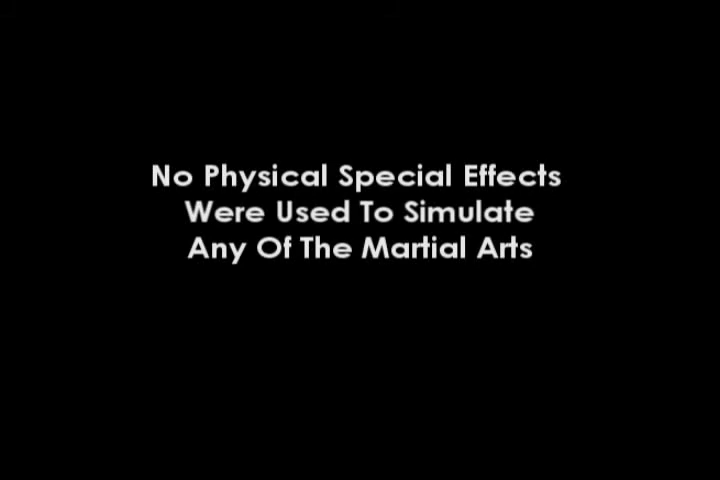 No Physical Special Effects
Were Used To Simulate
Any Of The Martial Arts